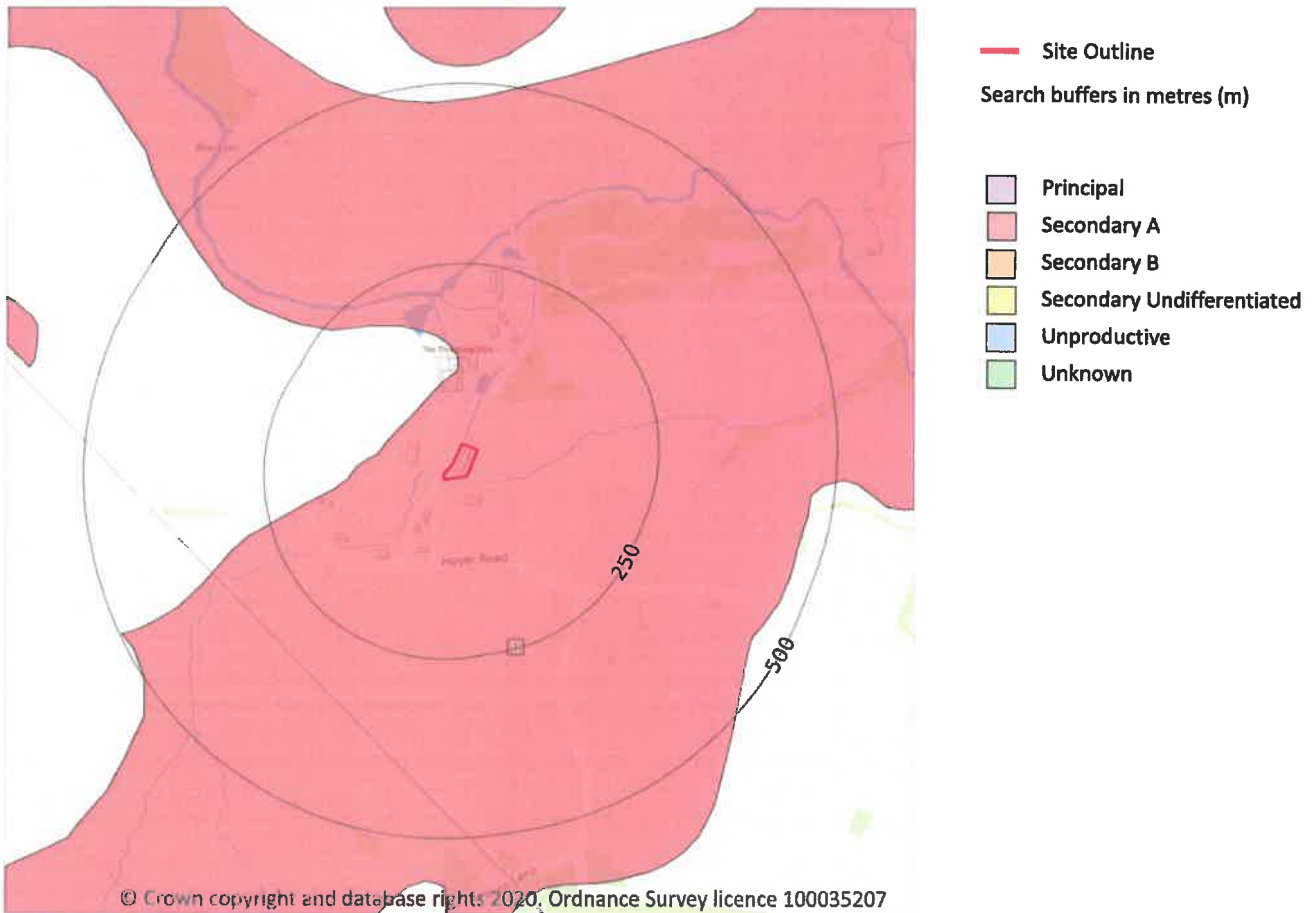 Site Outline
Search buffers in metres (m)
Principal
Secondary A
Secondary B
Secondary Undifferentiated
Unproductive
Unknown
Road
250
500
© Crown copyright and database rights 2020. Ordnance Survey licence 100035207